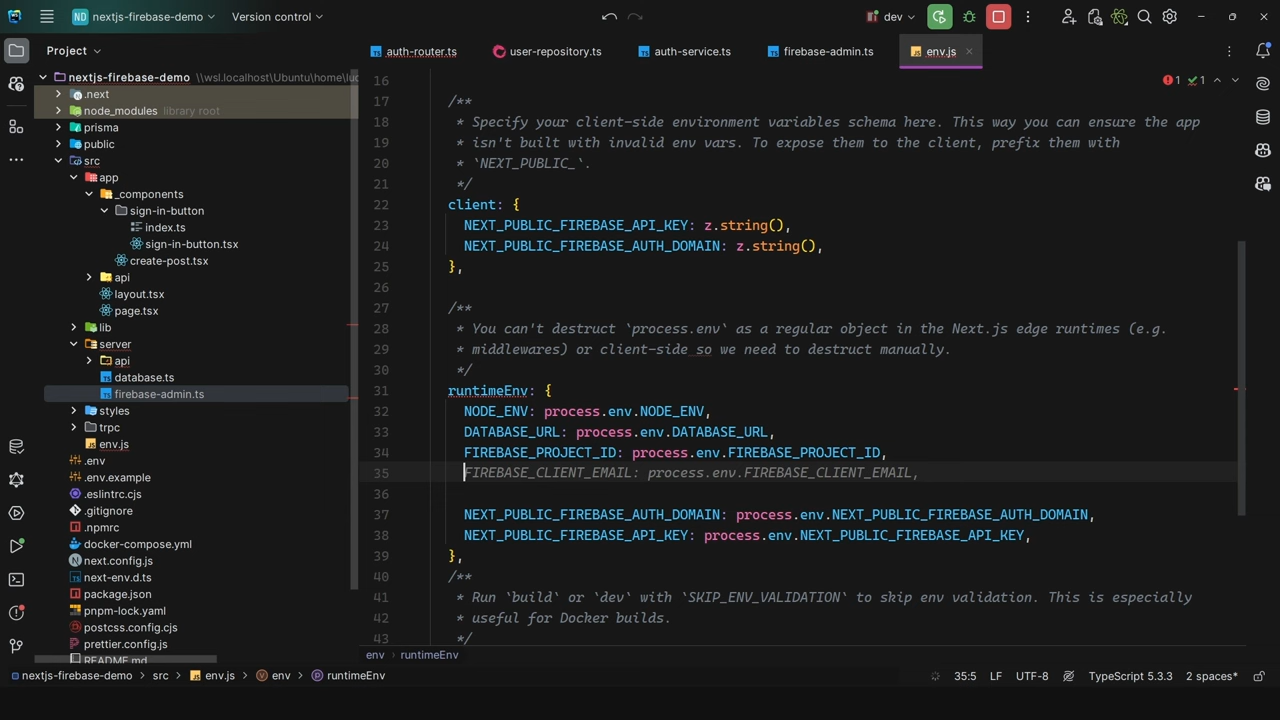 ND nextjs-firebase-demo Version control dev
Project
auth-router.ts user-repository.ts auth-service.ts firebase-admin.ts env.js
nextjs-firebase-demo \\wsl.localhost\Ubuntu\home\luc
.next
node_modules library root
prisma
public
src
app
_components
sign-in-button
index.ts
sign-in-button.tsx
create-post.tsx
api
layout.tsx
page.tsx
lib
server
api
database.ts
firebase-admin.ts
styles
trpc
env.js
.env
.env.example
.eslintrc.cjs
.gitignore
.npmrc
docker-compose.yml
next.config.js
next-env.d.ts
package.json
pnpm-lock.yaml
postcss.config.cjs
prettier.config.js
README.md
1 1
16
17 /**
18 * Specify your client-side environment variables schema here. This way you can ensure the app
19 * isn't built with invalid env vars. To expose them to the client, prefix them with
20 * `NEXT_PUBLIC_`.
21 */
22 client: {
23 NEXT_PUBLIC_FIREBASE_API_KEY: z.string(),
24 NEXT_PUBLIC_FIREBASE_AUTH_DOMAIN: z.string(),
25 },
26
27 /**
28 * You can't destruct `process.env` as a regular object in the Next.js edge runtimes (e.g.
29 * middlewares) or client-side so we need to destruct manually.
30 */
31 runtimeEnv: {
32 NODE_ENV: process.env.NODE_ENV,
33 DATABASE_URL: process.env.DATABASE_URL,
34 FIREBASE_PROJECT_ID: process.env.FIREBASE_PROJECT_ID,
35 FIREBASE_CLIENT_EMAIL: process.env.FIREBASE_CLIENT_EMAIL,
36
37 NEXT_PUBLIC_FIREBASE_AUTH_DOMAIN: process.env.NEXT_PUBLIC_FIREBASE_AUTH_DOMAIN,
38 NEXT_PUBLIC_FIREBASE_API_KEY: process.env.NEXT_PUBLIC_FIREBASE_API_KEY,
39 },
40 /**
41 * Run `build` or `dev` with `SKIP_ENV_VALIDATION` to skip env validation. This is especially
42 * useful for Docker builds.
43 */
env runtimeEnv
nextjs-firebase-demo src env.js env runtimeEnv 35:5 LF UTF-8 TypeScript 5.3.3 2 spaces*